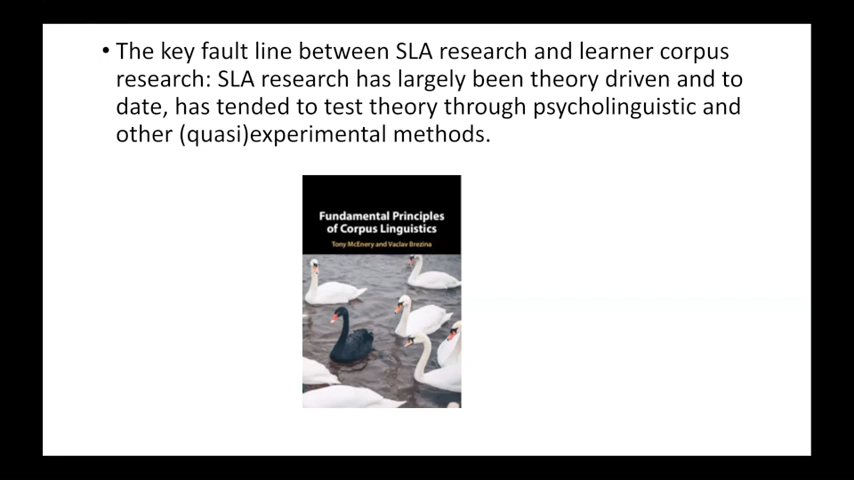 • The key fault line between SLA research and learner corpus
research: SLA research has largely been theory driven and to
date, has tended to test theory through psycholinguistic and
other (quasi)experimental methods.
Fundamental Principles
of Corpus Linguistics
Tony McEnery and Vaclav Brezina